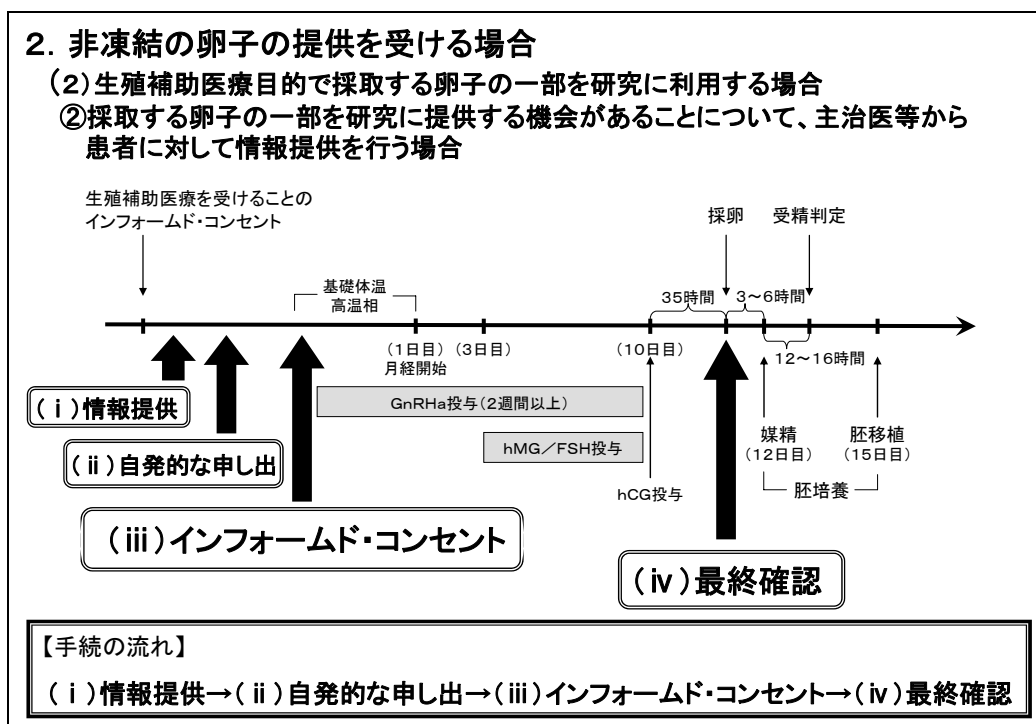 ２．非凍結の卵子の提供を受ける場合
（２）生殖補助医療目的で採取する卵子の一部を研究に利用する場合
②採取する卵子の一部を研究に提供する機会があることについて、主治医等から
患者に対して情報提供を行う場合
生殖補助医療を受けることの
インフォームド・コンセント
採卵
受精判定
基礎体温
高温相
35時間
3～6時間
（1日目）
月経開始
（3日目）
（10日目）
12～16時間
（ⅰ）情報提供
GnRHa投与（2週間以上）
（ⅱ）自発的な申し出
hMG／FSH投与
媒精
（12日目）
胚移植
（15日目）
hCG投与
胚培養
（ⅲ）インフォームド・コンセント
（ⅳ）最終確認
【手続の流れ】
（ⅰ）情報提供→（ⅱ）自発的な申し出→（ⅲ）インフォームド・コンセント→（ⅳ）最終確認